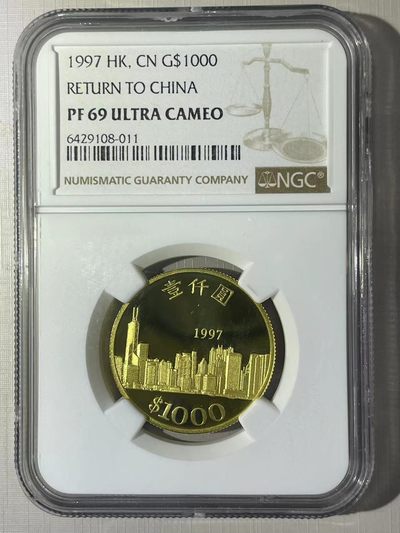 1997 HK, CN G$1000
RETURN TO CHINA
PF 69 ULTRA CAMEO
6429108-011
NUMISMATIC GUARANTY COMPANY
NGC®
壹仟圓
1997
$1000